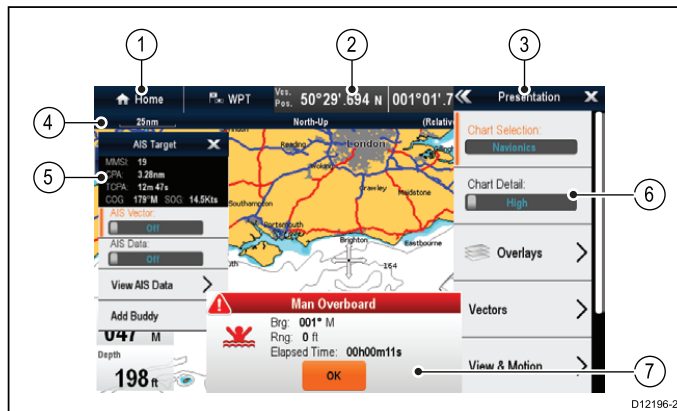 1
2
3
Home
WPT
Ves. Pos. 50°29'.694 N 001°01'.7
Presentation X
4
25nm
North-Up
(Relativ
Reading
London
Gilling
Crawley
Maidstone
Southampton
Portsmouth
Brighton
Eastbourne
164
5
AIS Target X
MMSI: 19
CPA: 3.28nm
TCPA: 12m 47s
COG 179°M SOG 14.5Kts
AIS Vector:
Off
AIS Data:
Off
View AIS Data
Add Buddy
047 M
Depth
198 ft
Chart Selection:
Navionics
Chart Detail:
High
6
Overlays
Vectors
View & Motion
Man Overboard
Brg: 001° M
Rng: 0 ft
Elapsed Time: 00h00m11s
OK
7
D12196-2